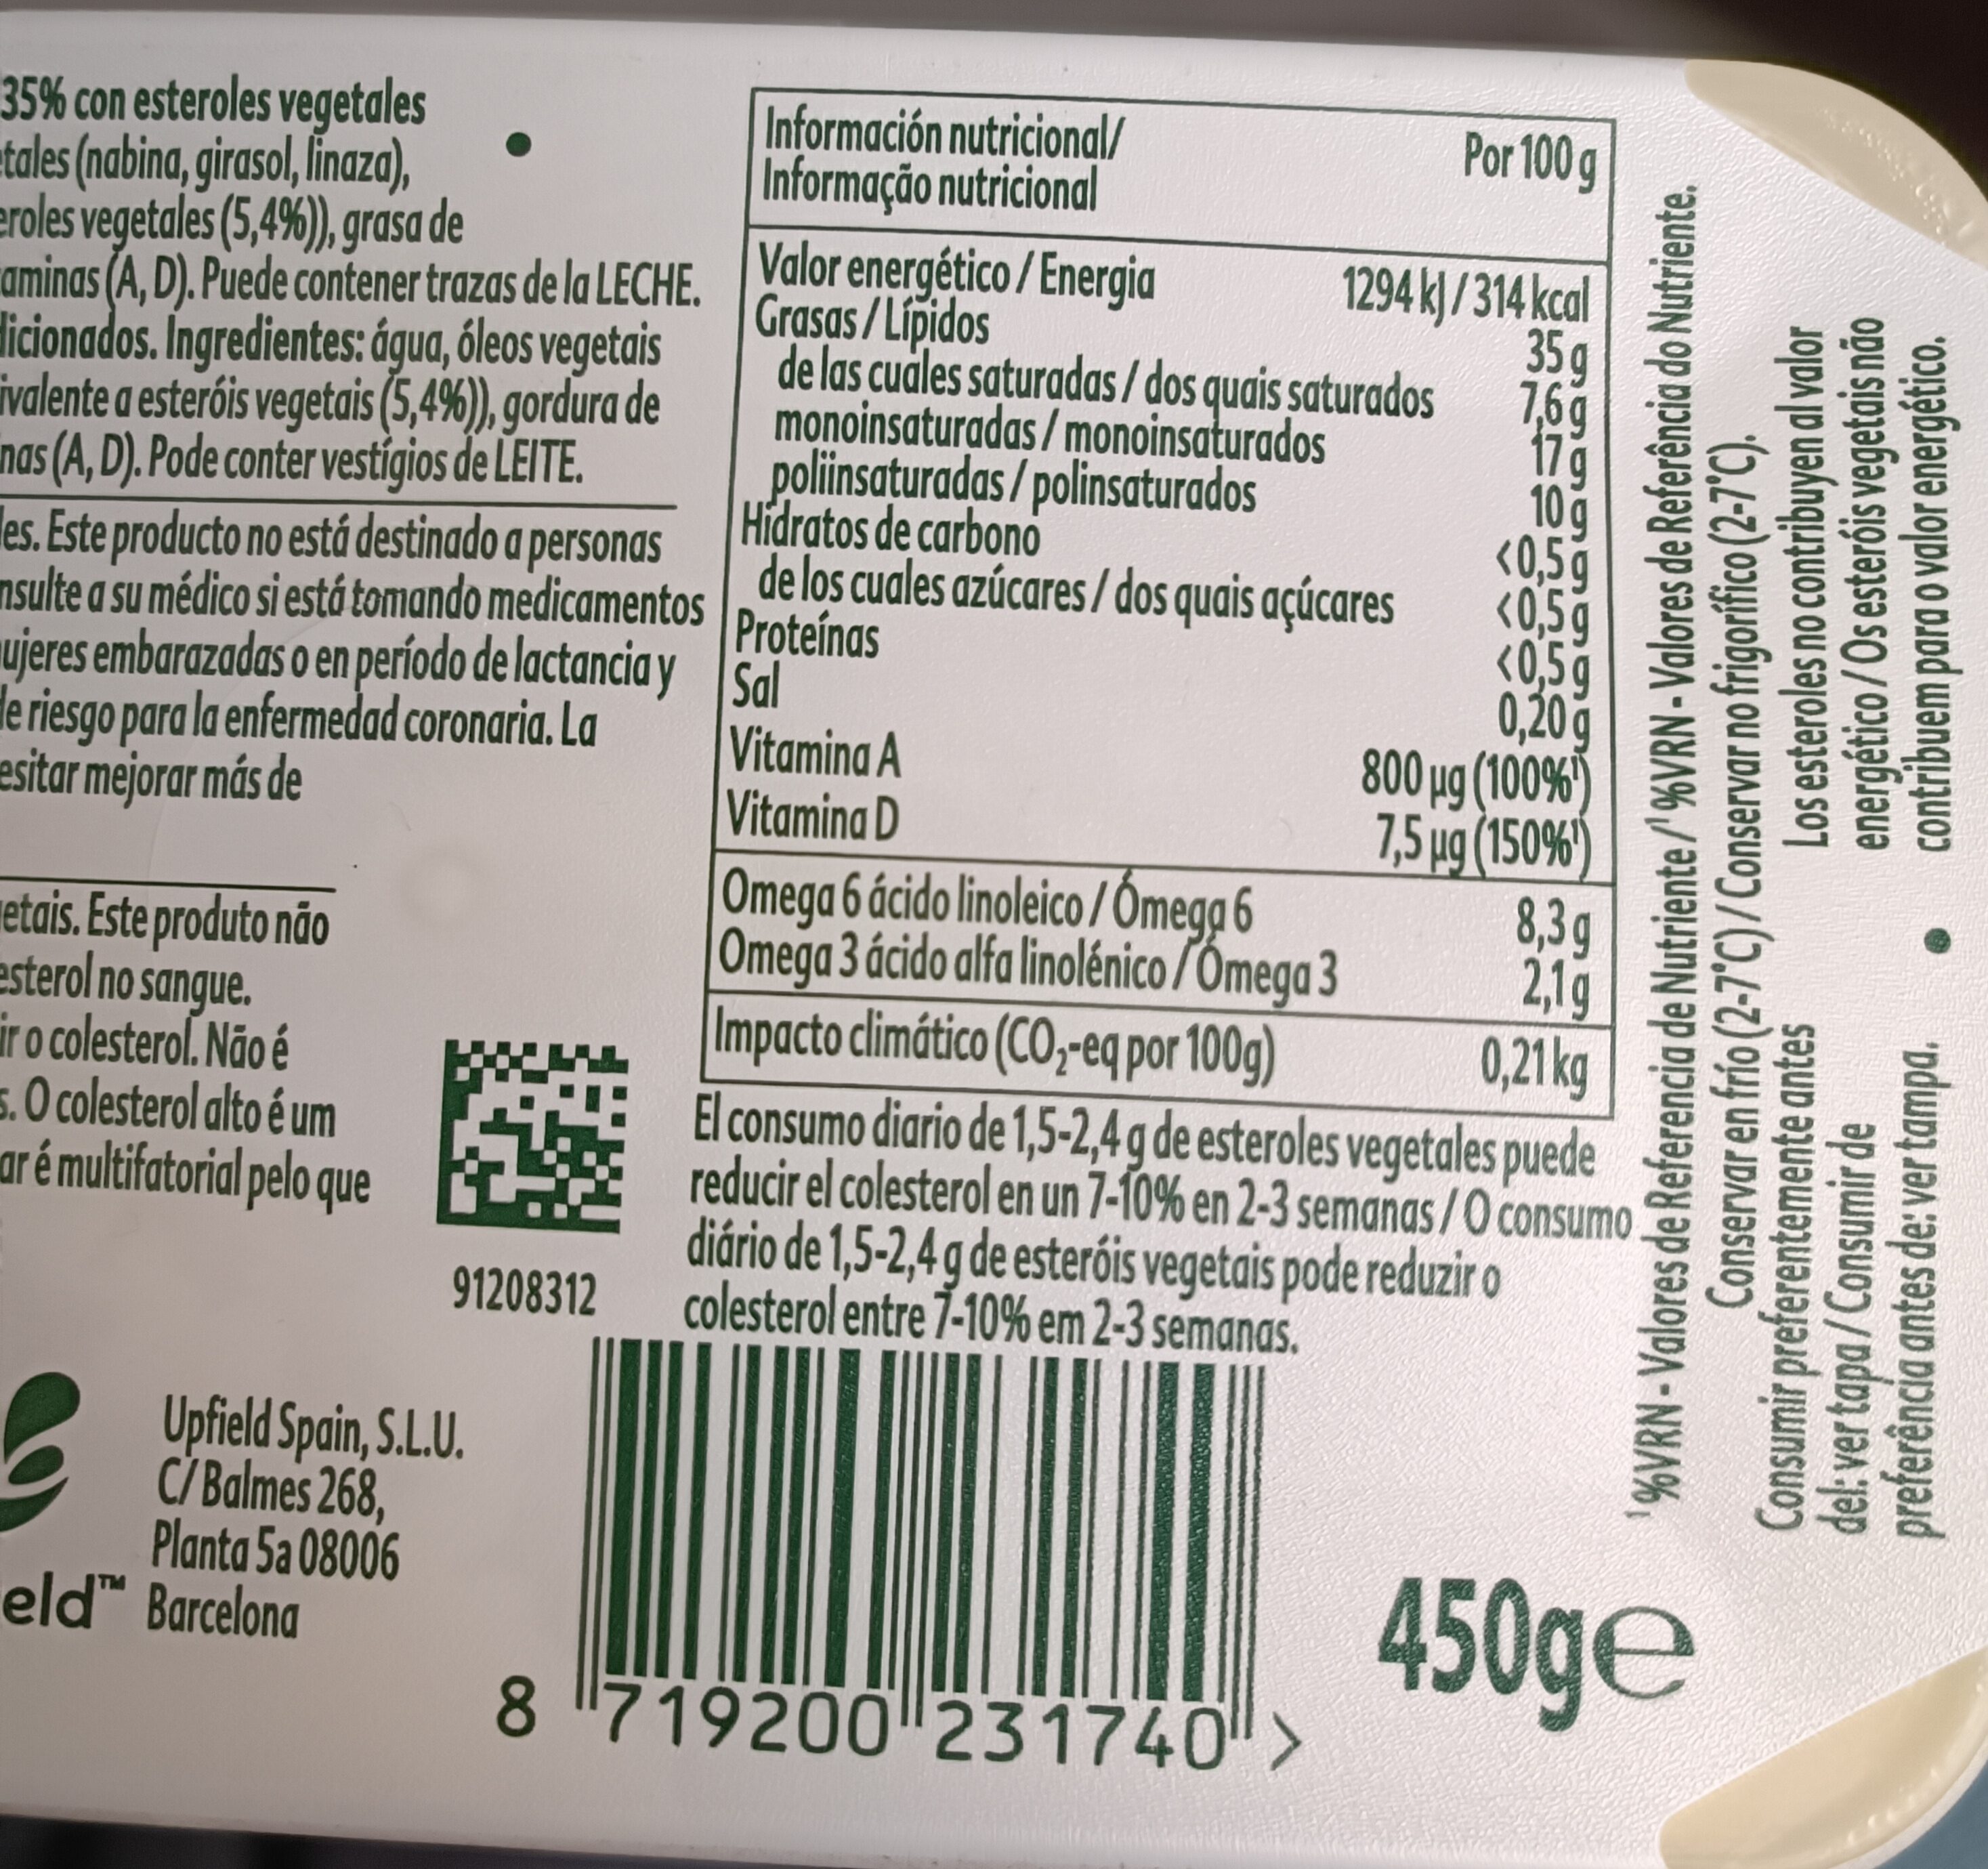 35% con esteroles vegetales
tales (nabina, girasol, linaza),
eroles vegetales (5,4%)), grasa de
aminas (A, D). Puede contener trazas de la LECHE.
dicionados. Ingredientes: água, óleos vegetais
ivalente a esteróis vegetais (5,4%)), gordura de
nas (A, D). Pode conter vestígios de LEITE.
les. Este producto no está destinado a personas
nsulte a su médico si está tomando medicamentos
ujeres embarazadas o en período de lactancia y
de riesgo para la enfermedad coronaria. La
esitar mejorar más de
etais. Este produto não
esterol no sangue.
ir o colesterol. Não é
s. O colesterol alto é um
ar é multifatorial pelo que
91208312
Upfield Spain, S.L.U.
C/ Balmes 268,
Planta 5a 08006
Barcelona
eld™
Información nutricional/
Informação nutricional
Por 100 g
Valor energético / Energia 1294 kJ / 314 kcal
Grasas / Lípidos 35 g
de las cuales saturadas / dos quais saturados 7,6 g
monoinsaturadas / monoinsaturados 17 g
poliinsaturadas / polinsaturados 10 g
Hidratos de carbono <0,5 g
de los cuales azúcares / dos quais açúcares <0,5 g
Proteínas <0,5 g
Sal 0,20 g
Vitamina A 800 µg (100%¹)
Vitamina D 7,5 µg (150%¹)
Omega 6 ácido linoleico / Ómega 6 8,3 g
Omega 3 ácido alfa linolénico / Ómega 3 2,1 g
Impacto climático (CO₂-eq por 100g) 0,21 kg
El consumo diario de 1,5-2,4 g de esteroles vegetales puede
reducir el colesterol en un 7-10% en 2-3 semanas / O consumo
diário de 1,5-2,4 g de esteróis vegetais pode reduzir o
colesterol entre 7-10% em 2-3 semanas.
8 719200 231740 >
450g e
¹%VRN - Valores de Referencia de Nutriente / ¹%VRN - Valores de Referência do Nutriente.
Conservar en frío (2-7°C) / Conservar no frigorífico (2-7°C).
Consumir preferentemente antes
del: ver tapa / Consumir de
preferência antes de: ver tampa.
Los esteroles no contribuyen al valor
energético / Os esteróis vegetais não
contribuem para o valor energético.